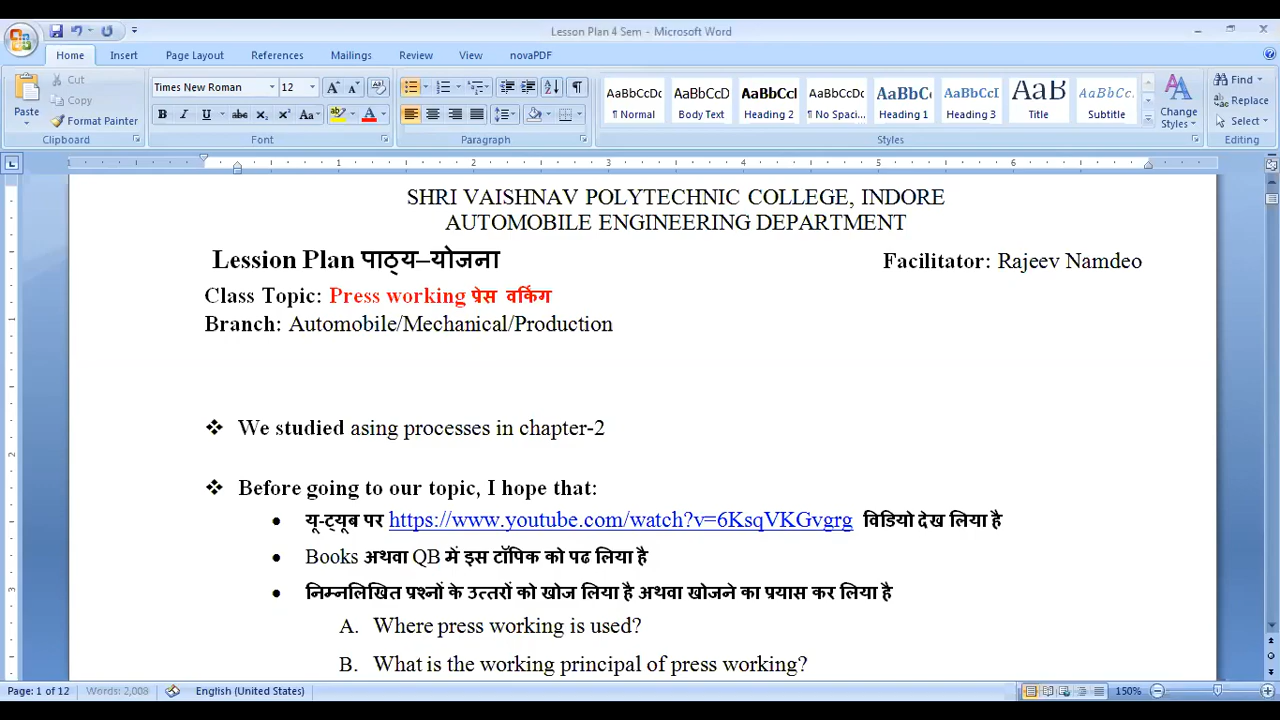 Lesson Plan 4 Sem - Microsoft Word
Home Insert Page Layout References Mailings Review View novaPDF
Paste
Cut
Copy
Format Painter
Clipboard
Times New Roman 12
Font
Paragraph
AaBbCcDc AaBbCcD AaBbCcI AaBbCcDc AaBbC AaBbCcI AaB AaBbCc.
¶ Normal Body Text Heading 2 ¶ No Spaci... Heading 1 Heading 3 Title Subtitle
Change Styles
Styles
Find
Replace
Select
Editing
1 2 3 4 5 6
SHRI VAISHNAV POLYTECHNIC COLLEGE, INDORE
AUTOMOBILE ENGINEERING DEPARTMENT
Lession Plan पाठ्य–योजना Facilitator: Rajeev Namdeo
Class Topic: Press working प्रेस वर्किंग
Branch: Automobile/Mechanical/Production
❖ We studied asing processes in chapter-2
❖ Before going to our topic, I hope that:
• यू-ट्यूब पर https://www.youtube.com/watch?v=6KsqVKGvgrg विडियो देख लिया है
• Books अथवा QB में इस टॉपिक को पढ लिया है
• निम्नलिखित प्रश्नों के उत्तरों को खोज लिया है अथवा खोजने का प्रयास कर लिया है
A. Where press working is used?
B. What is the working principal of press working?
Page: 1 of 12 Words: 2,008 English (United States) 150%